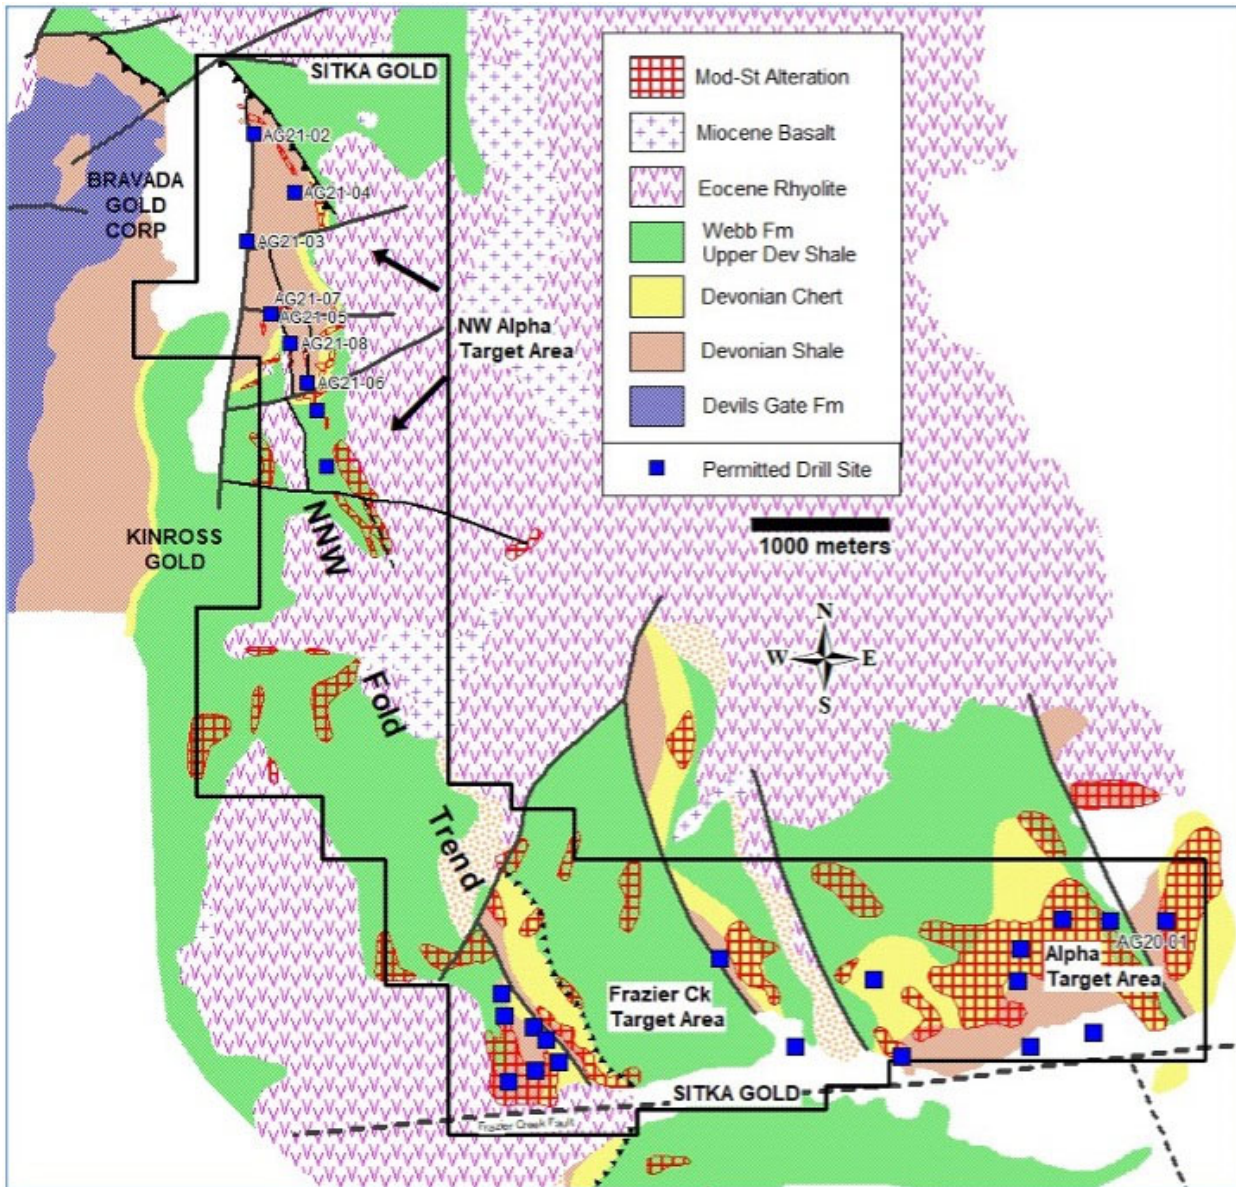 SITKA GOLD
AG21-02
BRAVADA
GOLD
CORP
AG21-04
AG21-03
AG21-07
AG21-05
AG21-08
AG21-06
NW Alpha
Target Area
Mod-St Alteration
Miocene Basalt
Eocene Rhyolite
Webb Fm
Upper Dev Shale
Devonian Chert
Devonian Shale
Devils Gate Fm
Permitted Drill Site
1000 meters
KINROSS
GOLD
NNW
Fold
Trend
N
W
E
S
AG20-01
Alpha
Target Area
Frazier Ck
Target Area
SITKA GOLD
Frazier Creek Fault